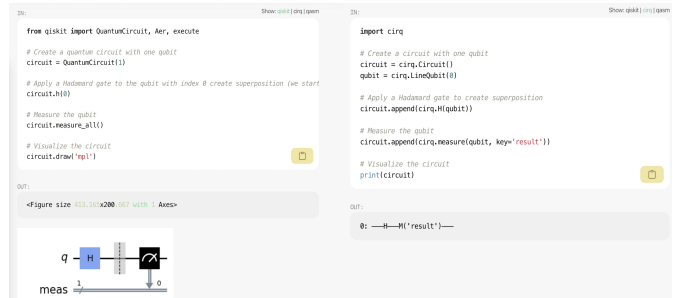 IN:
Show: qiskit | cirq | qasm
from qiskit import QuantumCircuit, Aer, execute
# Create a quantum circuit with one qubit
circuit = QuantumCircuit(1)
# Apply a Hadamard gate to the qubit with index 0 create superposition (we start
circuit.h(0)
# Measure the qubit
circuit.measure_all()
# Visualize the circuit
circuit.draw('mpl')
OUT:
<Figure size with 1 Axes>
q H
meas 1 0
IN:
Show: qiskit | cirq | qasm
import cirq
# Create a circuit with one qubit
circuit = cirq.Circuit()
qubit = cirq.LineQubit(0)
# Apply a Hadamard gate to create superposition
circuit.append(cirq.H(qubit))
# Measure the qubit
circuit.append(cirq.measure(qubit, key='result'))
# Visualize the circuit
print(circuit)
OUT:
0: ───H───M('result')───